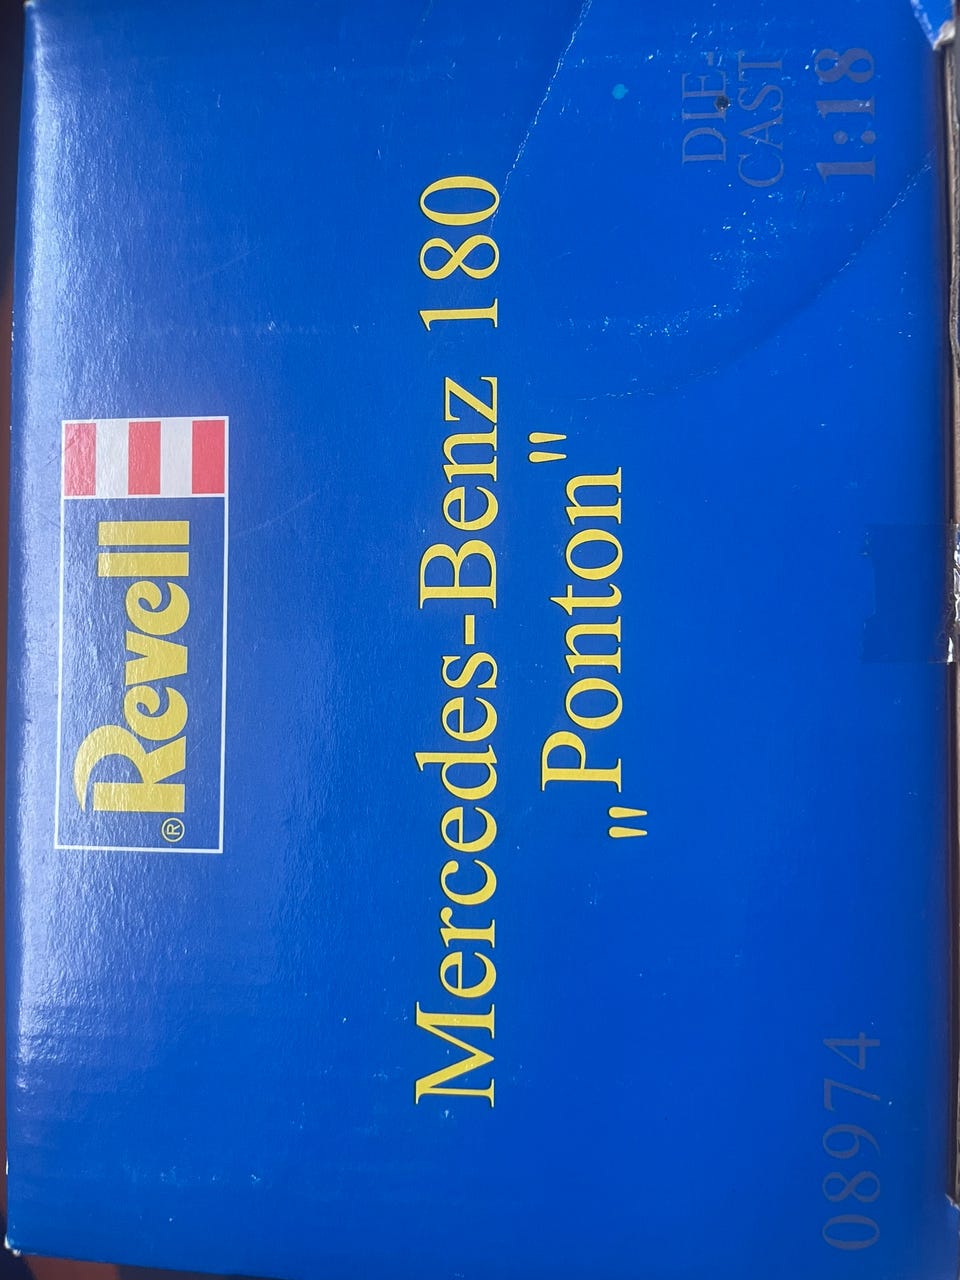 Revell®
Mercedes-Benz 180
"Ponton"
08974
DIE-
CAST
1:18